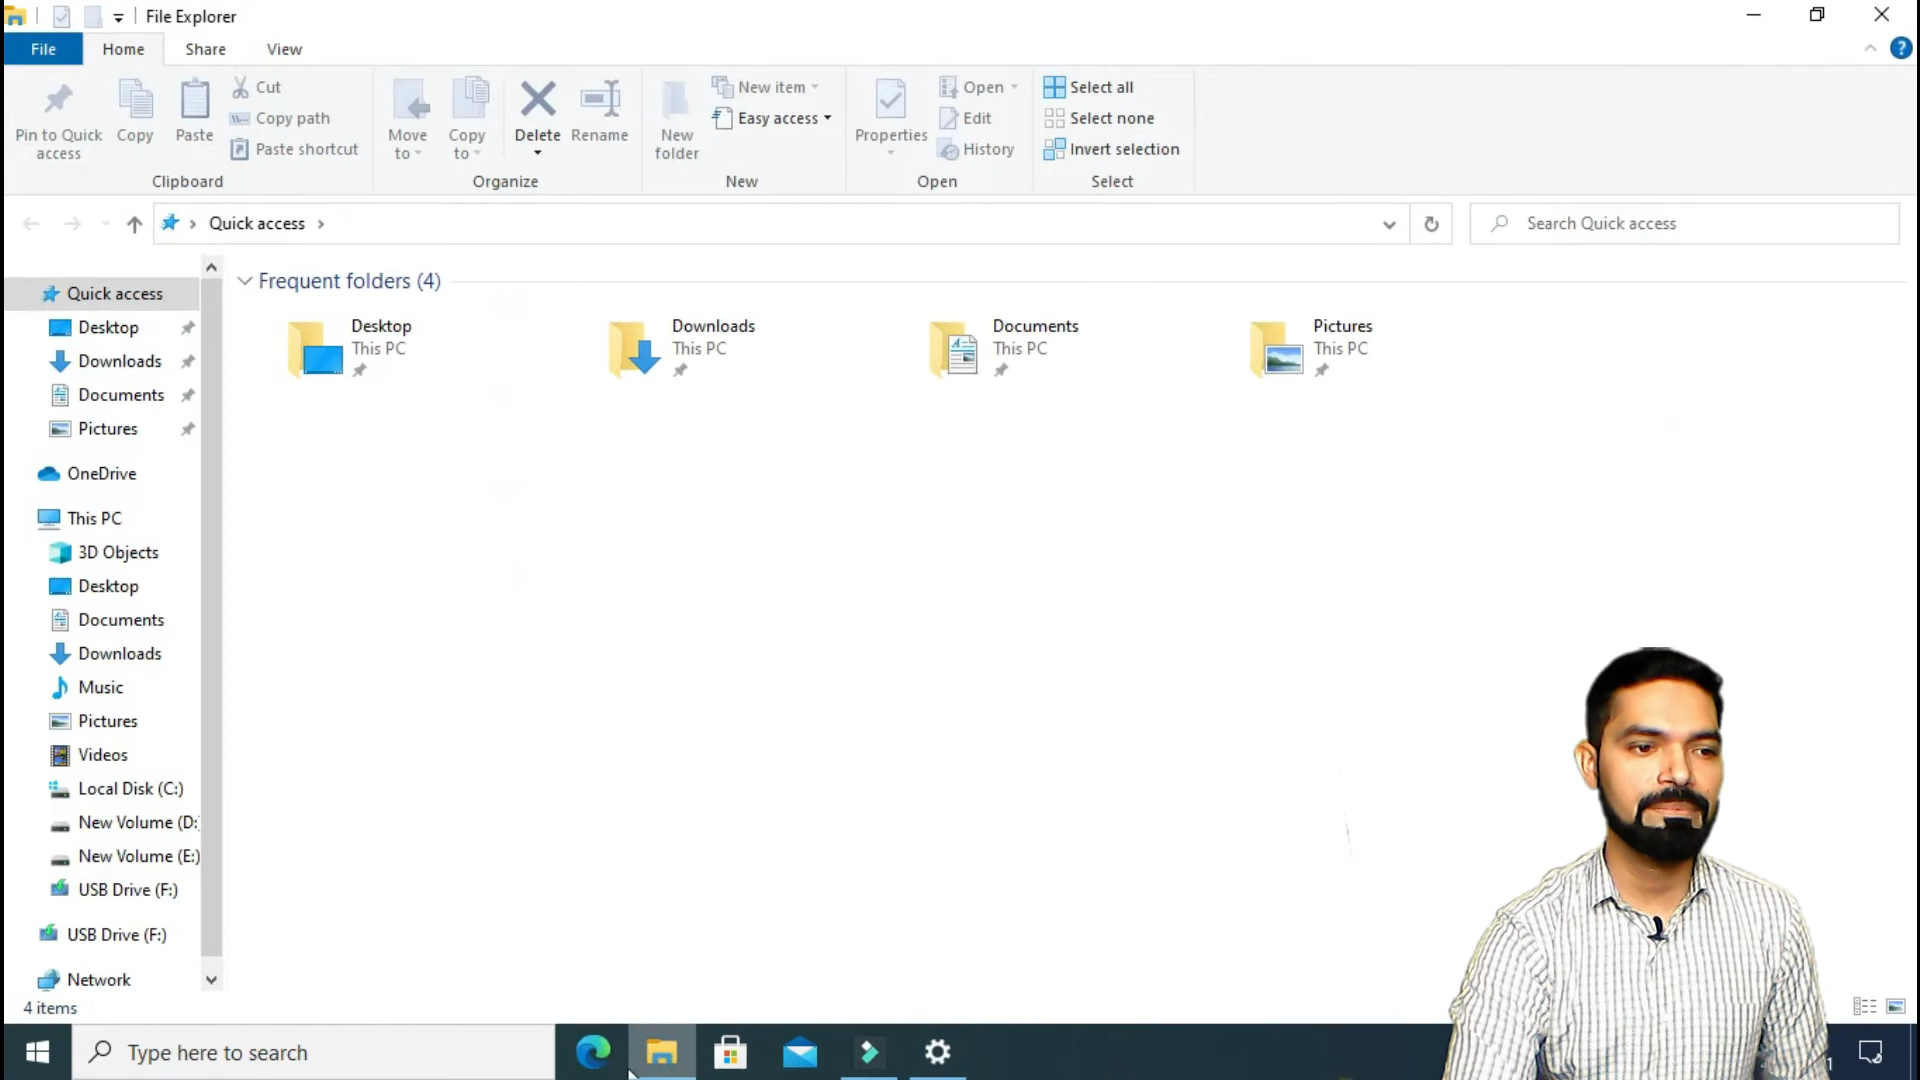 File Explorer
File Home Share View
Pin to Quick access
Copy
Paste
Cut
Copy path
Paste shortcut
Clipboard
Move to
Copy to
Delete
Rename
Organize
New folder
New item
Easy access
New
Properties
Open
Edit
History
Open
Select all
Select none
Invert selection
Select
Quick access
Search Quick access
Quick access
Desktop
Downloads
Documents
Pictures
OneDrive
This PC
3D Objects
Desktop
Documents
Downloads
Music
Pictures
Videos
Local Disk (C:)
New Volume (D:
New Volume (E:)
USB Drive (F:)
USB Drive (F:)
Network
Frequent folders (4)
Desktop
This PC
Downloads
This PC
Documents
This PC
Pictures
This PC
4 items
Type here to search